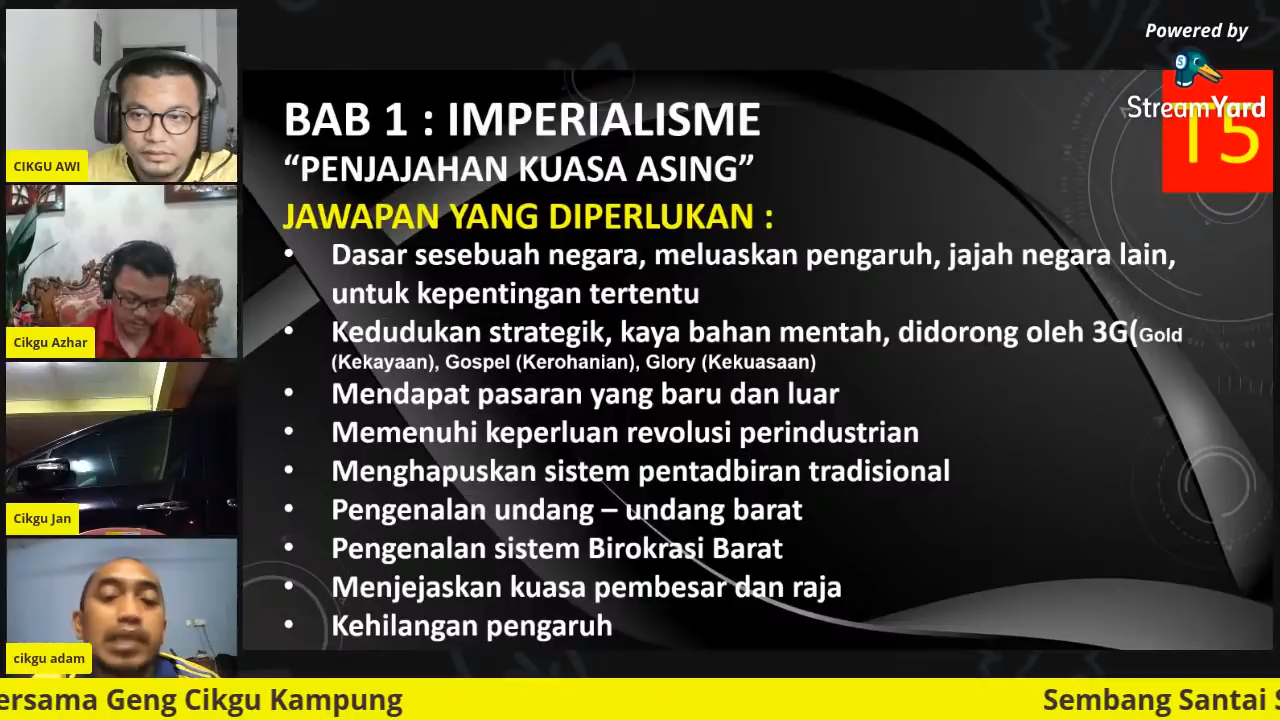 Powered by
StreamYard
T5
BAB 1 : IMPERIALISME
“PENJAJAHAN KUASA ASING”
JAWAPAN YANG DIPERLUKAN :
• Dasar sesebuah negara, meluaskan pengaruh, jajah negara lain,
untuk kepentingan tertentu
• Kedudukan strategik, kaya bahan mentah, didorong oleh 3G(Gold
(Kekayaan), Gospel (Kerohanian), Glory (Kekuasaan)
• Mendapat pasaran yang baru dan luar
• Memenuhi keperluan revolusi perindustrian
• Menghapuskan sistem pentadbiran tradisional
• Pengenalan undang – undang barat
• Pengenalan sistem Birokrasi Barat
• Menjejaskan kuasa pembesar dan raja
• Kehilangan pengaruh
CIKGU AWI
Cikgu Azhar
Cikgu Jan
cikgu adam
ersama Geng Cikgu Kampung
Sembang Santai S